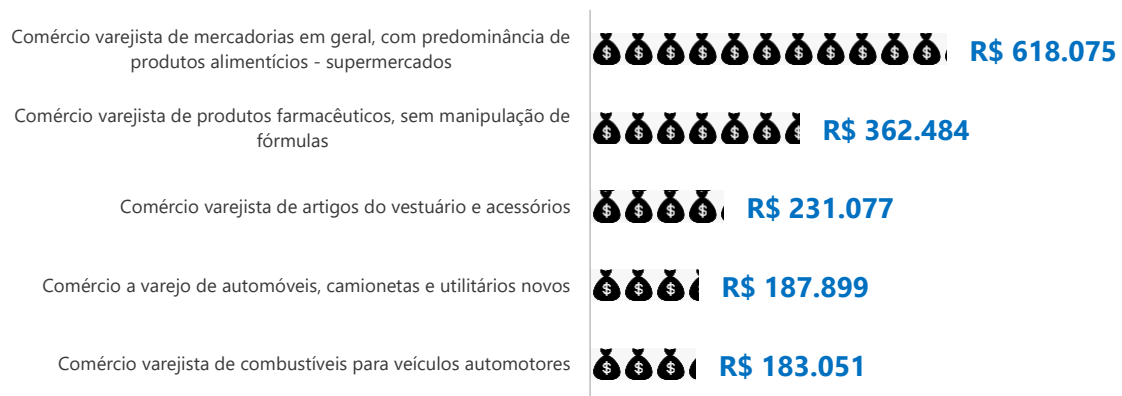 Comércio varejista de mercadorias em geral, com predominância de
produtos alimentícios - supermercados
R$ 618.075
Comércio varejista de produtos farmacêuticos, sem manipulação de
fórmulas
R$ 362.484
Comércio varejista de artigos do vestuário e acessórios
R$ 231.077
Comércio a varejo de automóveis, camionetas e utilitários novos
R$ 187.899
Comércio varejista de combustíveis para veículos automotores
R$ 183.051